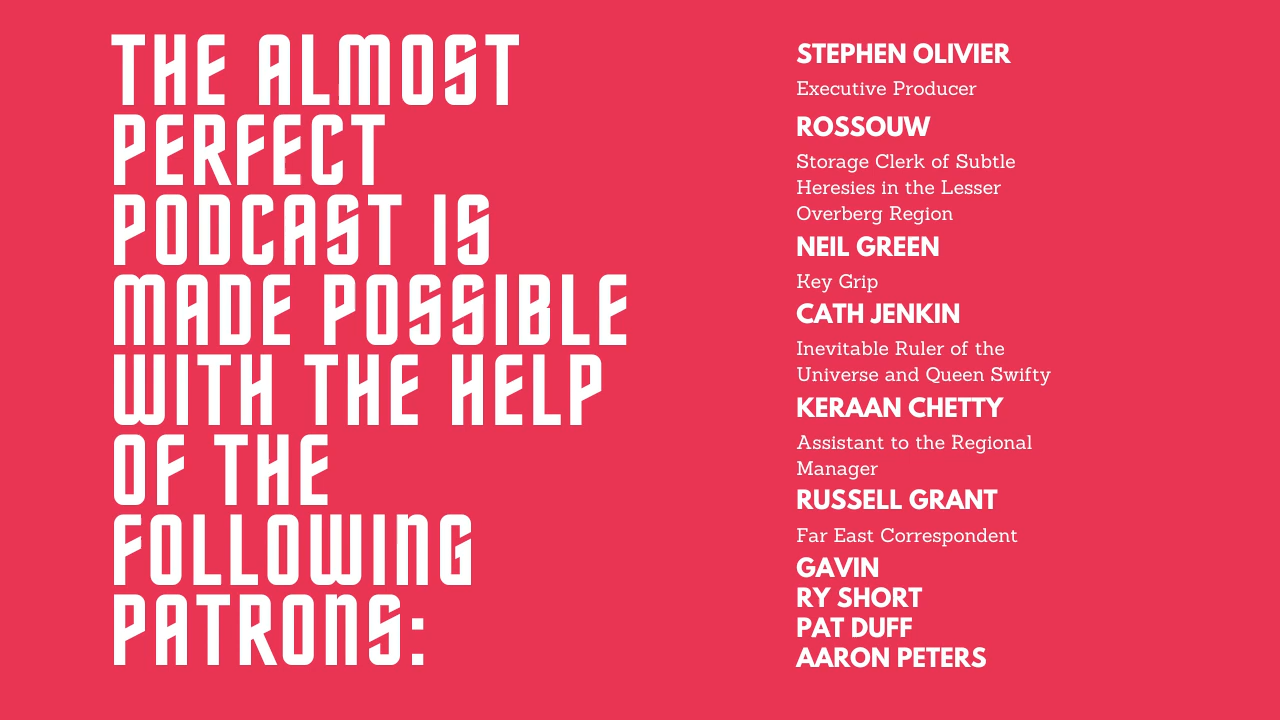 THE ALMOST
PERFECT
PODCAST IS
MADE POSSIBLE
WITH THE HELP
OF THE
FOLLOWING
PATRONS:
STEPHEN OLIVIER
Executive Producer
ROSSOUW
Storage Clerk of Subtle
Heresies in the Lesser
Overberg Region
NEIL GREEN
Key Grip
CATH JENKIN
Inevitable Ruler of the
Universe and Queen Swifty
KERAAN CHETTY
Assistant to the Regional
Manager
RUSSELL GRANT
Far East Correspondent
GAVIN
RY SHORT
PAT DUFF
AARON PETERS